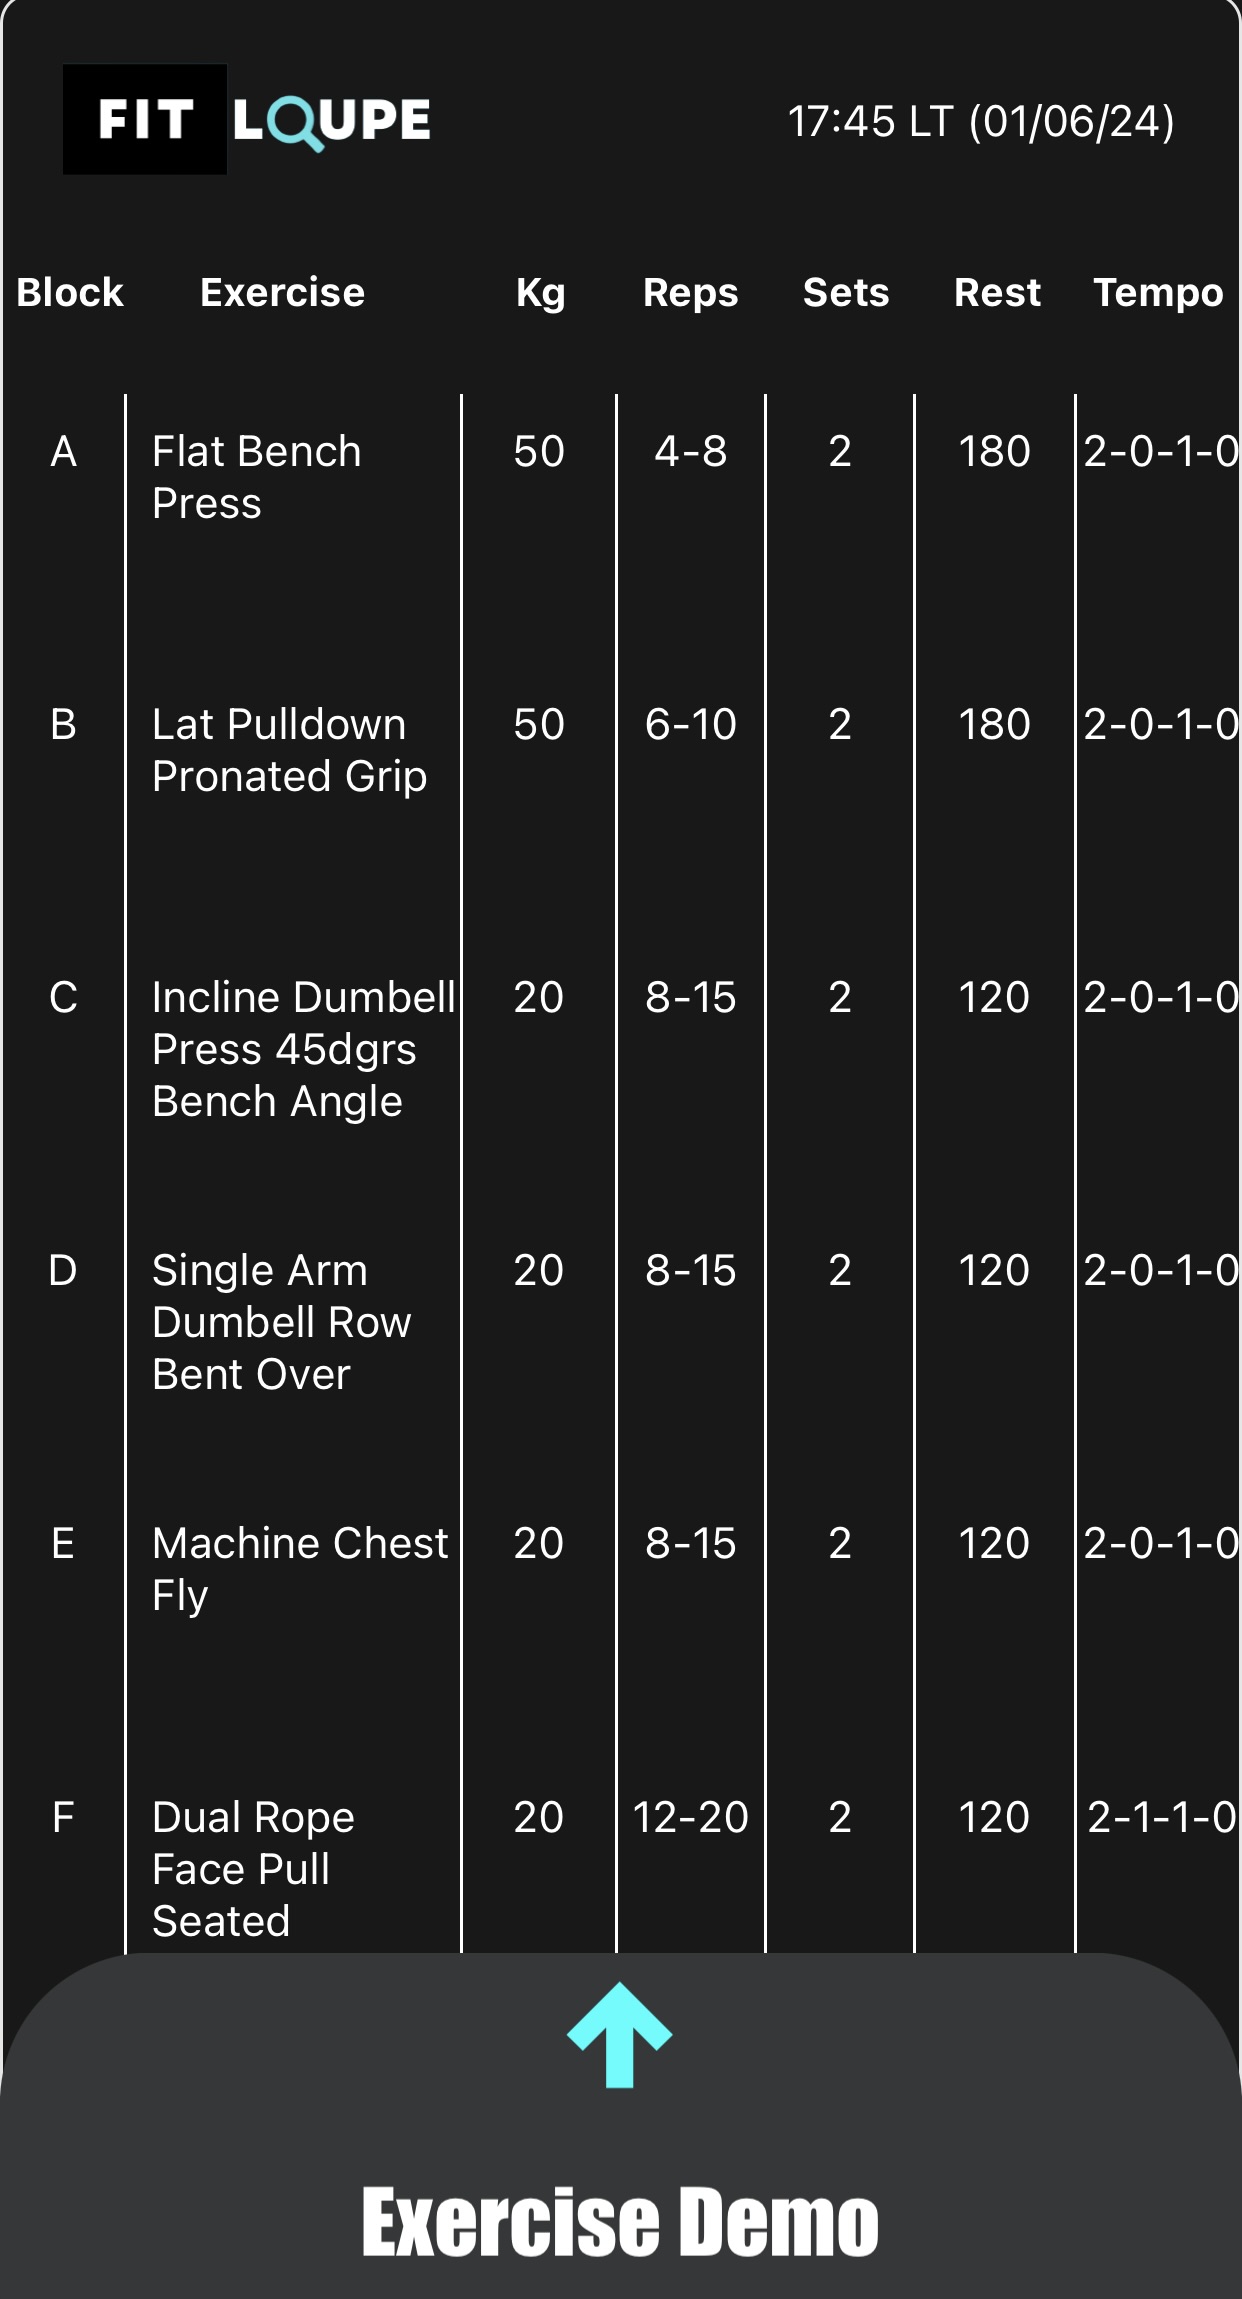 FIT LOUPE 17:45 LT (01/06/24)
Block Exercise Kg Reps Sets Rest Tempo
A Flat Bench 50 4-8 2 180 2-0-1-0
Press
B Lat Pulldown 50 6-10 2 180 2-0-1-0
Pronated Grip
C Incline Dumbell 20 8-15 2 120 2-0-1-0
Press 45dgrs
Bench Angle
D Single Arm 20 8-15 2 120 2-0-1-0
Dumbell Row
Bent Over
E Machine Chest 20 8-15 2 120 2-0-1-0
Fly
F Dual Rope 20 12-20 2 120 2-1-1-0
Face Pull
Seated
Exercise Demo